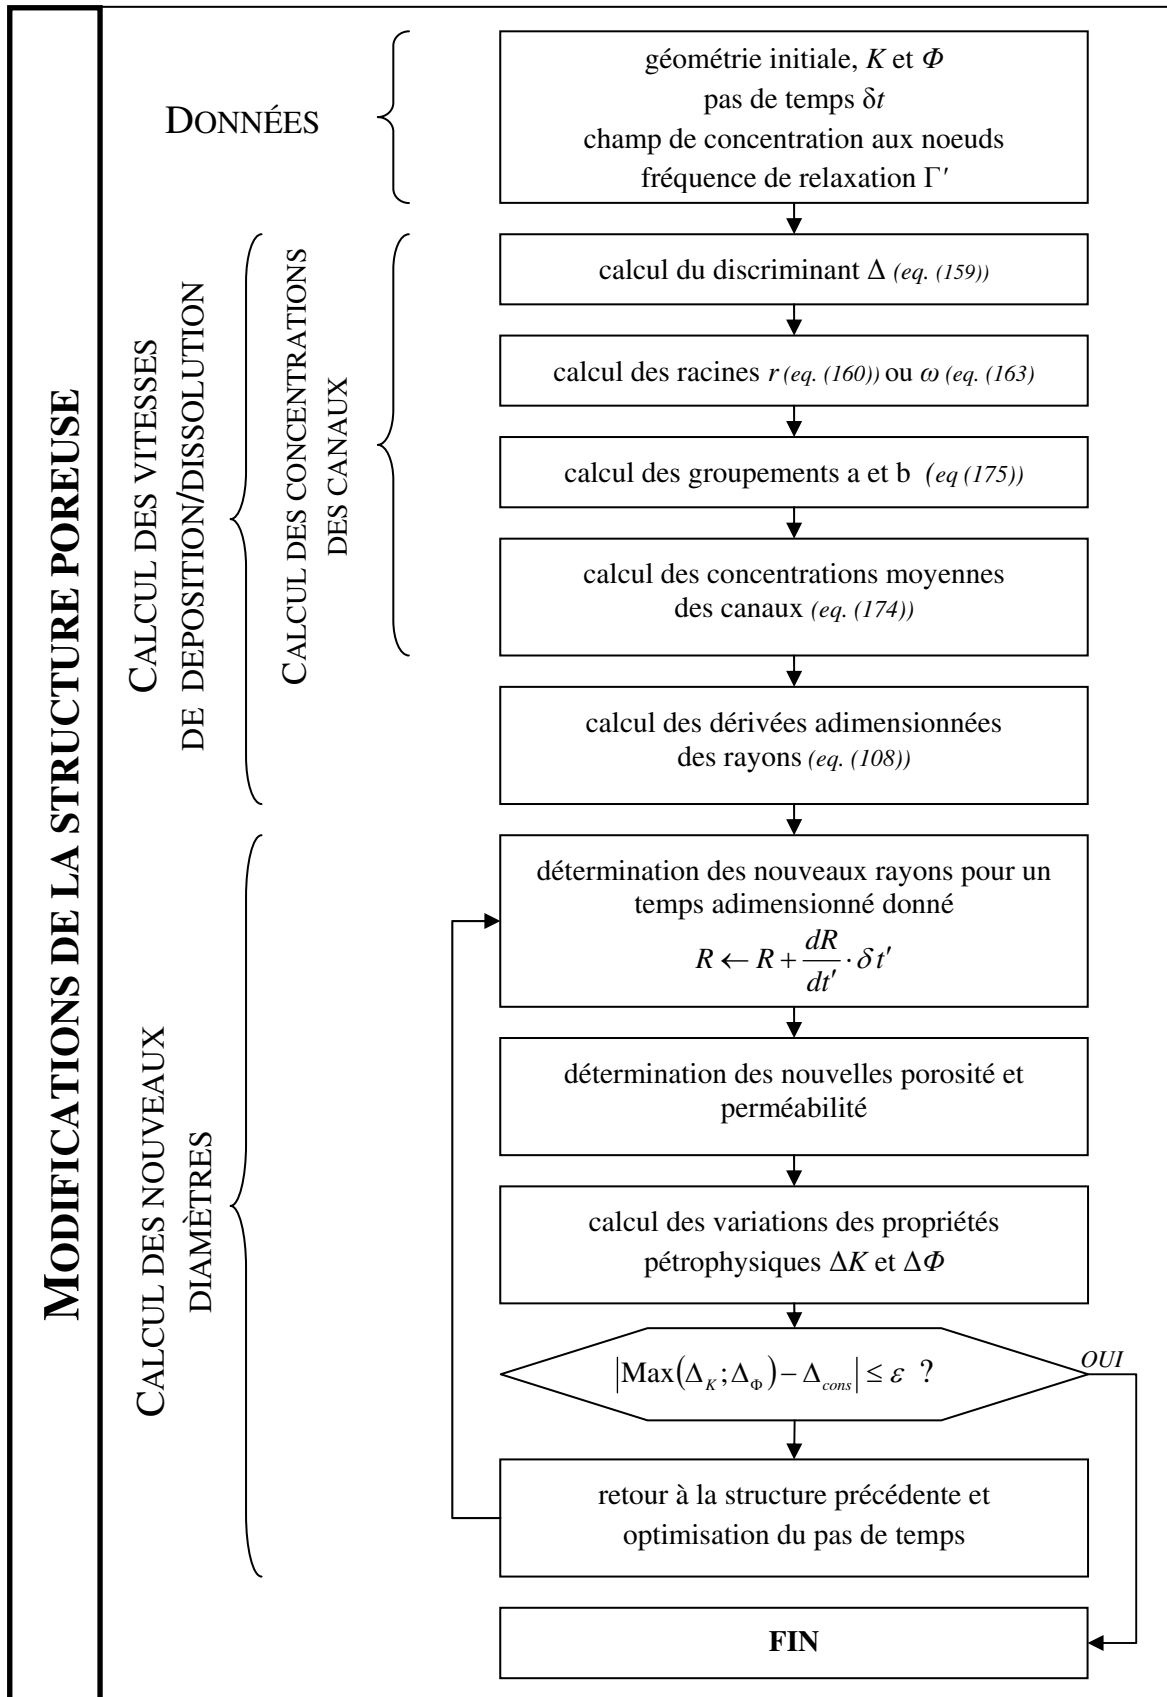 MODIFICATIONS DE LA STRUCTURE POREUSE
DONNÉES
géométrie initiale, K et Φ
pas de temps δt
champ de concentration aux noeuds
fréquence de relaxation Γ'
CALCUL DES VITESSES
DE DEPOSITION/DISSOLUTION
CALCUL DES CONCENTRATIONS
DES CANAUX
calcul du discriminant Δ (eq. (159))
calcul des racines r (eq. (160)) ou ω (eq. (163)
calcul des groupements a et b (eq (175))
calcul des concentrations moyennes
des canaux (eq. (174))
calcul des dérivées adimensionnées
des rayons (eq. (108))
CALCUL DES NOUVEAUX
DIAMÈTRES
détermination des nouveaux rayons pour un
temps adimensionné donné
R ← R + dR/dt' · δt'
détermination des nouvelles porosité et
perméabilité
calcul des variations des propriétés
pétrophysiques ΔK et ΔΦ
|Max(Δ_K ; Δ_Φ) − Δ_cons| ≤ ε ?
OUI
retour à la structure précédente et
optimisation du pas de temps
FIN